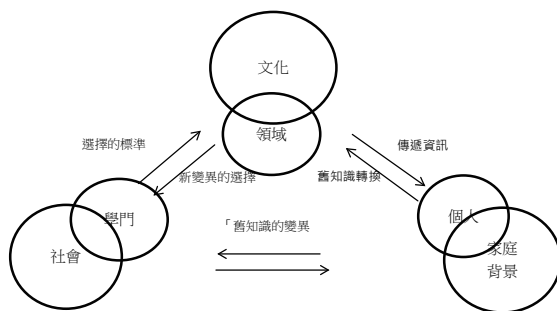 文化
領域
選擇的標準
傳遞資訊
新變異的選擇
舊知識轉換
學門
個人
「舊知識的變異
社會
家庭
背景